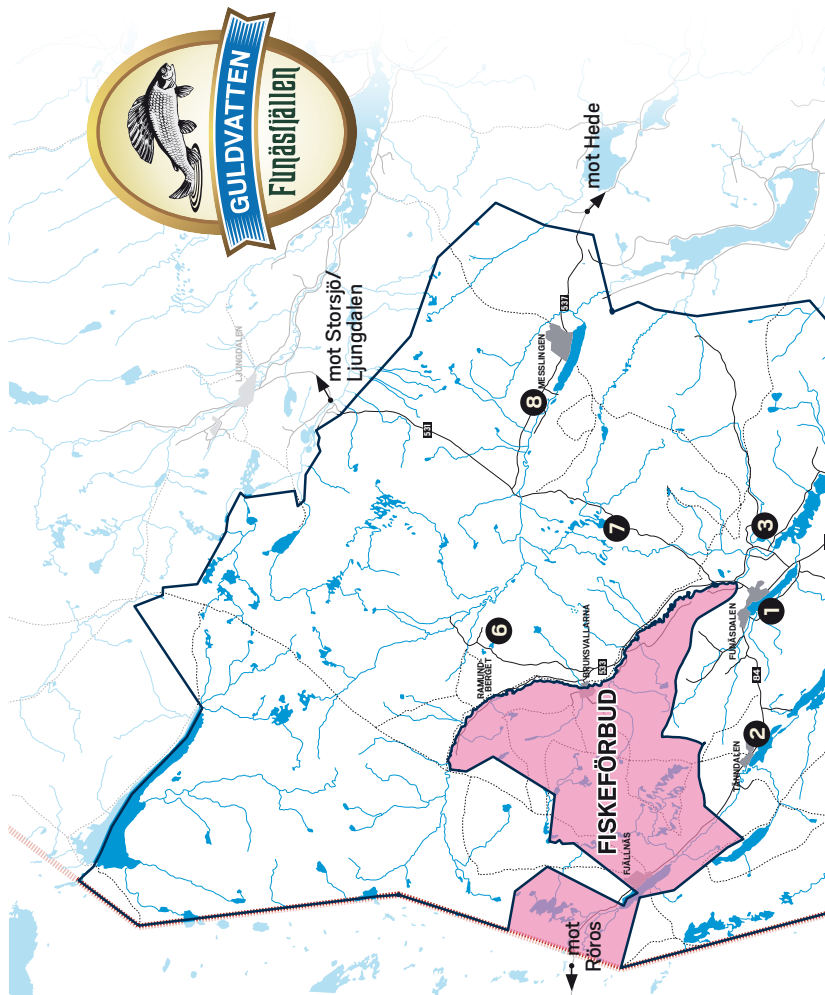 GULDVATTEN
Funäsfjällen
mot Hede
mot Storsjö/
Ljungdalen
LJUNGDALEN
537
MESSLINGEN
8
531
7
3
6
RAMUND-
BERGET
BRUKSVALLARNA
532
FUNÄSDALEN
1
84
2
TÄNNDALEN
FISKEFÖRBUD
FJÄLLNÄS
mot
Röros